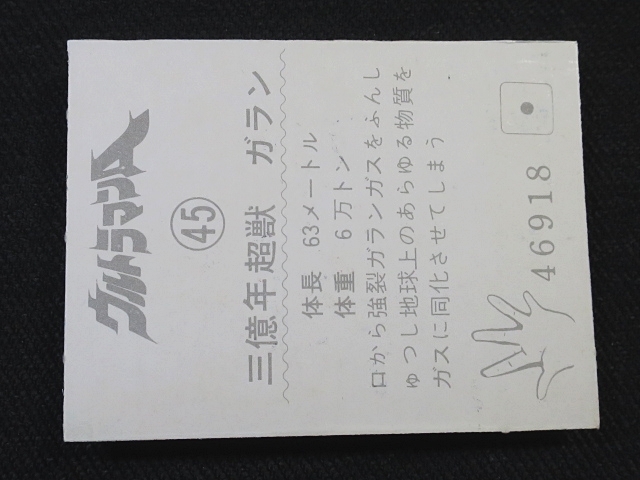 ウルトラマンA
45
三億年超獣 ガラン
体長 63メートル
体重 6万トン
口から強裂ガランガスをふんし
ゅつし地球上のあらゆる物質を
ガスに同化させてしまう
46918